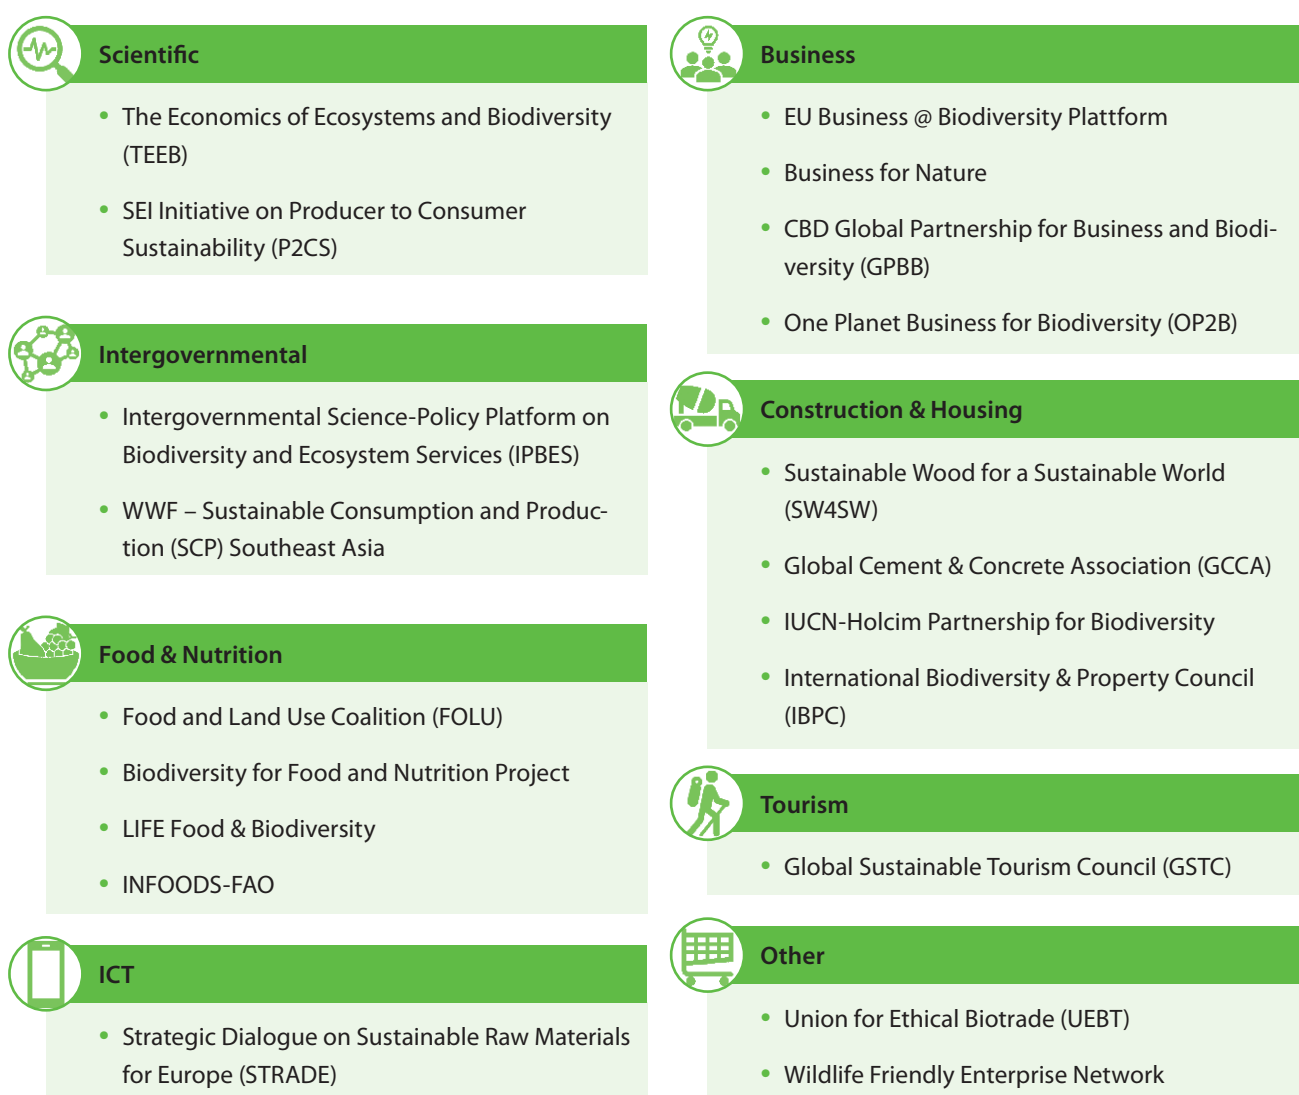 Scientific
• The Economics of Ecosystems and Biodiversity
(TEEB)
• SEI Initiative on Producer to Consumer
Sustainability (P2CS)
Intergovernmental
• Intergovernmental Science-Policy Platform on
Biodiversity and Ecosystem Services (IPBES)
• WWF – Sustainable Consumption and Produc-
tion (SCP) Southeast Asia
Food & Nutrition
• Food and Land Use Coalition (FOLU)
• Biodiversity for Food and Nutrition Project
• LIFE Food & Biodiversity
• INFOODS-FAO
ICT
• Strategic Dialogue on Sustainable Raw Materials
for Europe (STRADE)
Business
• EU Business @ Biodiversity Plattform
• Business for Nature
• CBD Global Partnership for Business and Biodi-
versity (GPBB)
• One Planet Business for Biodiversity (OP2B)
Construction & Housing
• Sustainable Wood for a Sustainable World
(SW4SW)
• Global Cement & Concrete Association (GCCA)
• IUCN-Holcim Partnership for Biodiversity
• International Biodiversity & Property Council
(IBPC)
Tourism
• Global Sustainable Tourism Council (GSTC)
Other
• Union for Ethical Biotrade (UEBT)
• Wildlife Friendly Enterprise Network